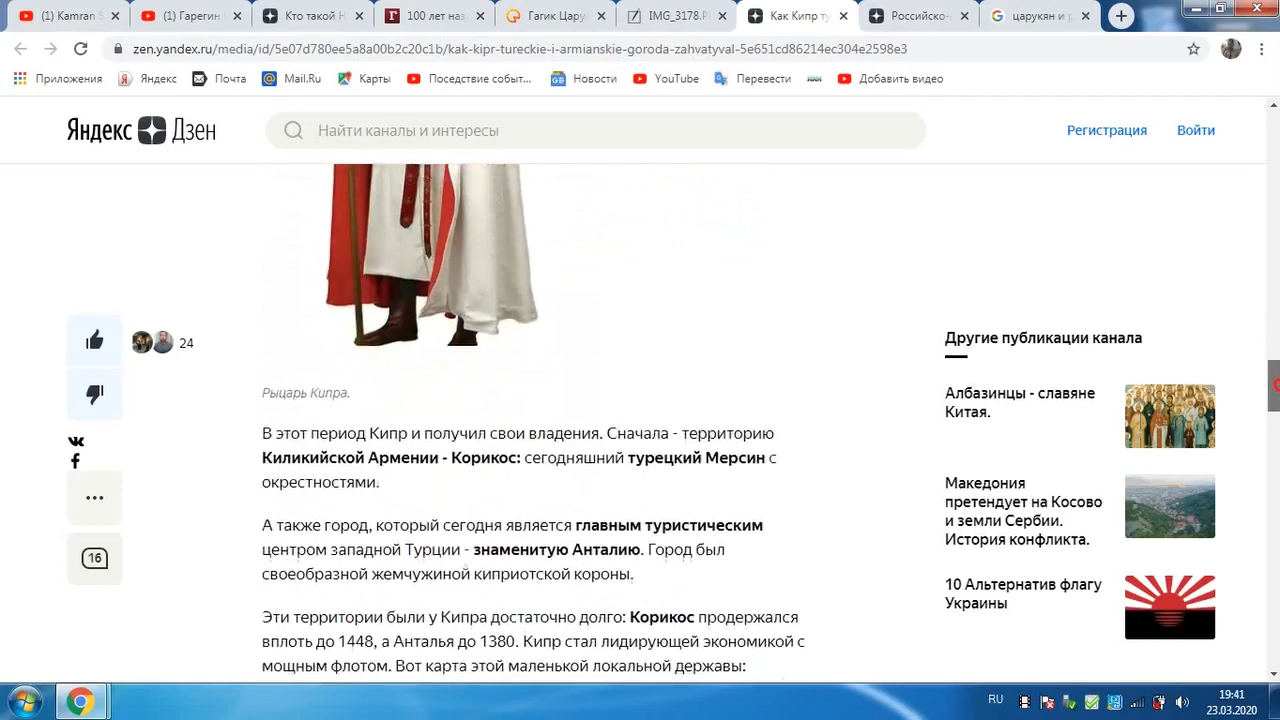 (1) Kamran S
(1) Гарегин Н
Кто такой Н
100 лет наз
Гагик Цару
IMG_3178.
Как Кипр ту
Российско-
царукян и р
zen.yandex.ru/media/id/5e07d780ee5a8a00b2c20c1b/kak-kipr-tureckie-i-armianskie-goroda-zahvatyval-5e651cd86214ec304e2598e3
Приложения
Яндекс
Почта
Mail.Ru
Карты
Поседствие событ...
Новости
YouTube
Перевести
Добавить видео
Яндекс Дзен
Найти каналы и интересы
Регистрация
Войти
24
Рыцарь Кипра.
В этот период Кипр и получил свои владения. Сначала - территорию
Киликийской Армении - Корикос: сегодняшний турецкий Мерсин с
окрестностями.
А также город, который сегодня является главным туристическим
центром западной Турции - знаменитую Анталию. Город был
своеобразной жемчужиной киприотской короны.
Эти территории были у Кипра достаточно долго: Корикос продержался
вплоть до 1448, а Анталья до 1380. Кипр стал лидирующей экономикой с
мощным флотом. Вот карта этой маленькой локальной державы:
16
Другие публикации канала
Албазинцы - славяне
Китая.
Македония
претендует на Косово
и земли Сербии.
История конфликта.
10 Альтернатив флагу
Украины
RU
19:41
23.03.2020